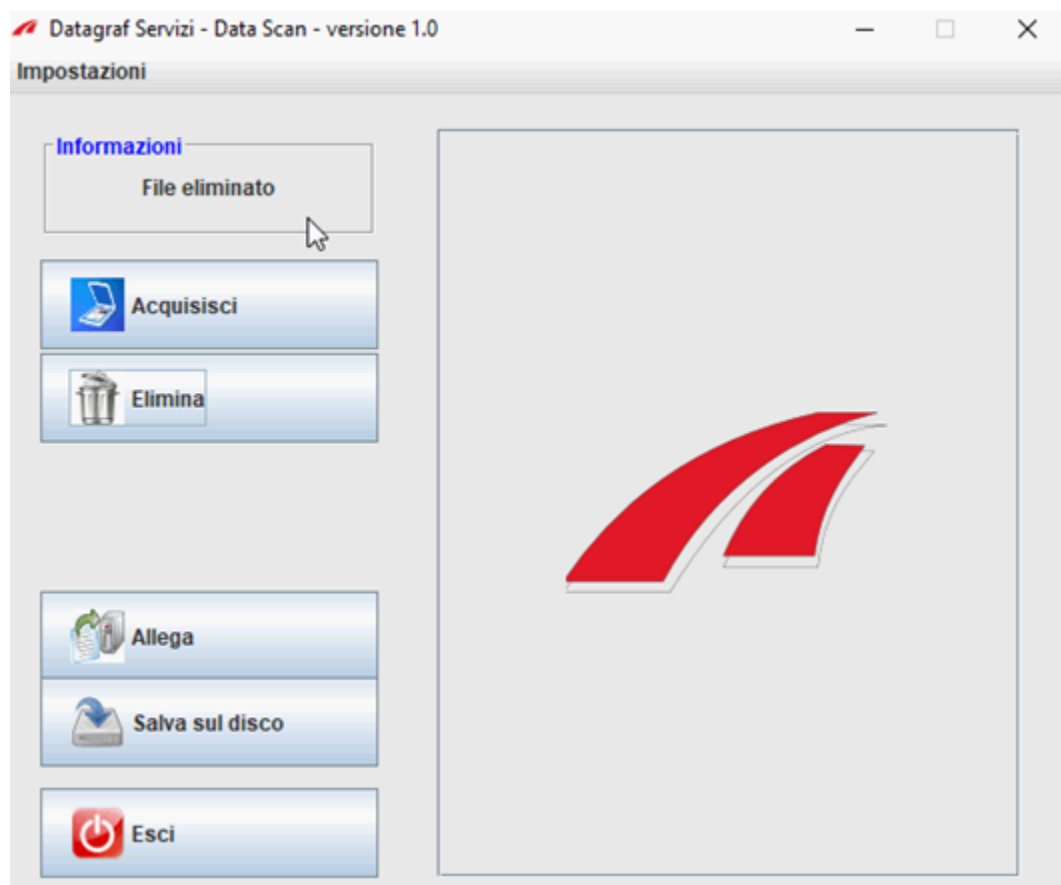 Datagraf Servizi - Data Scan - versione 1.0
Impostazioni
Informazioni
File eliminato
Acquisisci
Elimina
Allega
Salva sul disco
Esci